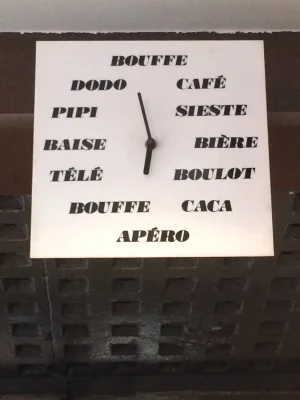 BOUFFE
DODO CAFÉ
PIPI SIESTE
BAISE BIÈRE
TÉLÉ BOULOT
BOUFFE CACA
APÉRO